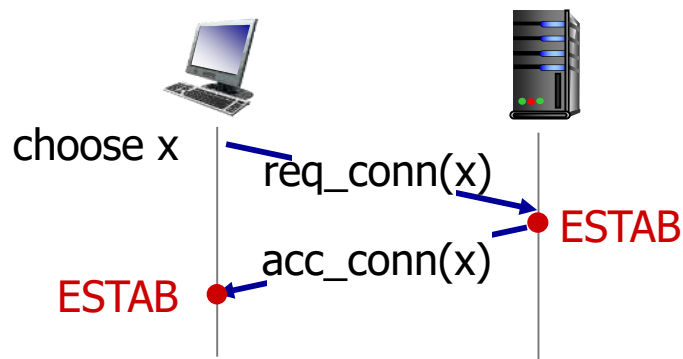 choose x
req_conn(x)
ESTAB
acc_conn(x)
ESTAB